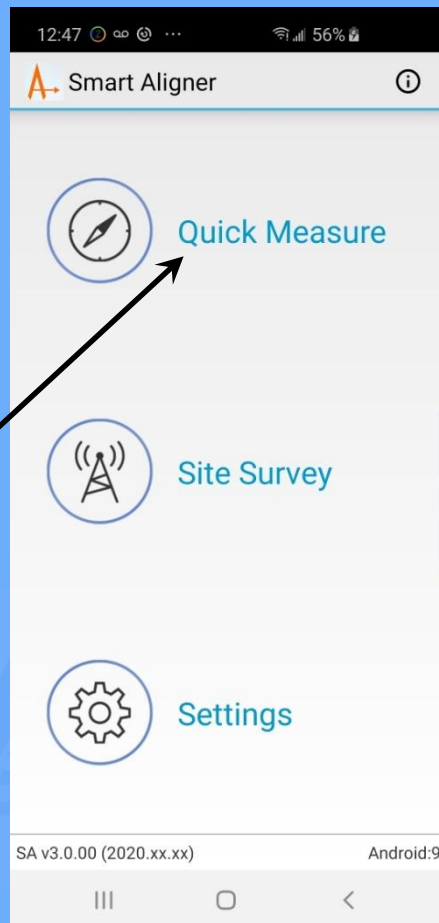 12:47 56%
Smart Aligner
Quick Measure
Site Survey
Settings
SA v3.0.00 (2020.xx.xx) Android:9